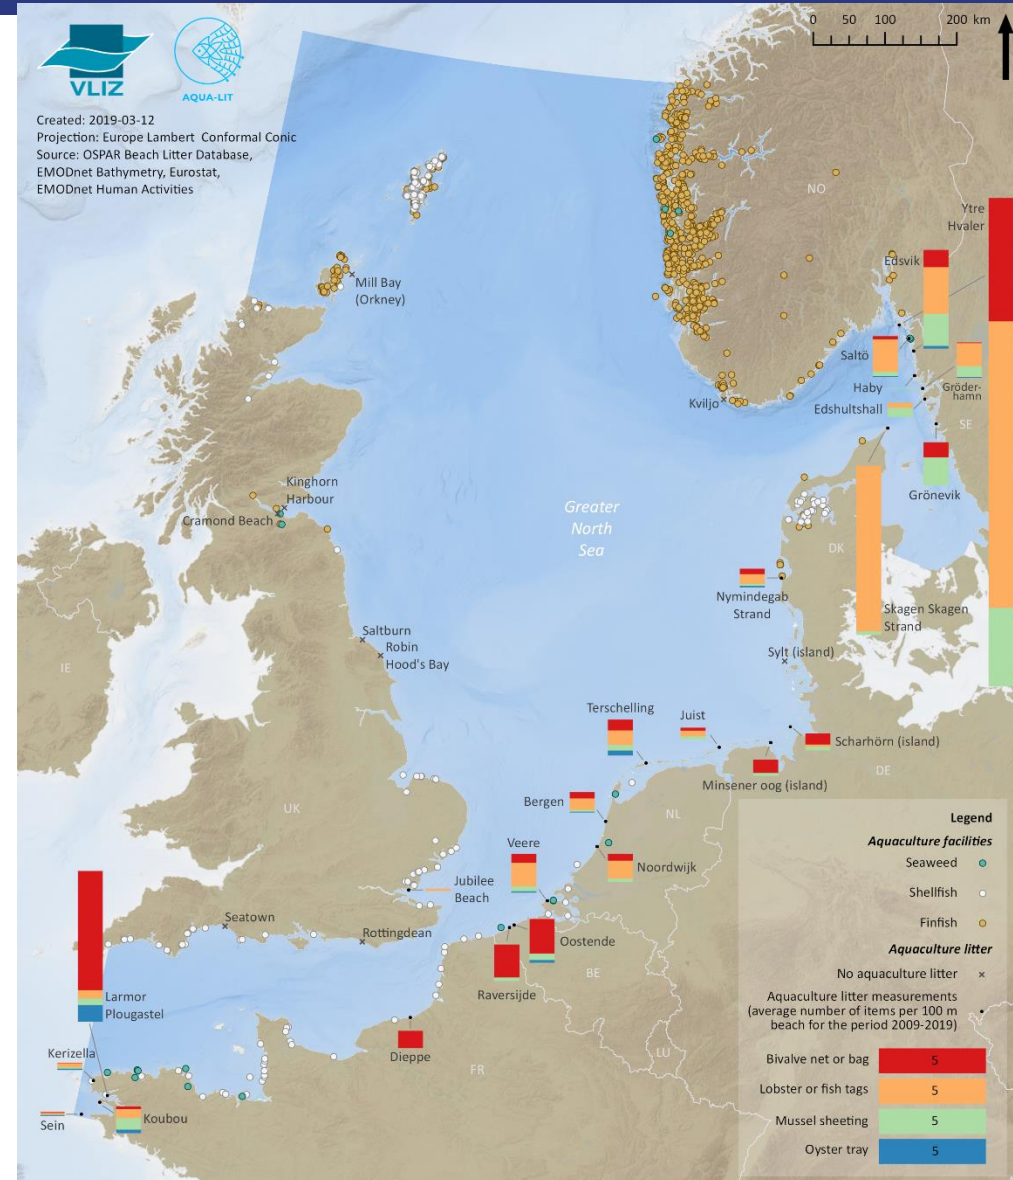 VLIZ
AQUA-LIT
Created: 2019-03-12
Projection: Europe Lambert Conformal Conic
Source: OSPAR Beach Litter Database,
EMODnet Bathymetry, Eurostat,
EMODnet Human Activities
0 50 100 200 km
NO
Ytre
Hvaler
Edsvik
Mill Bay
(Orkney)
Saltö
Haby
Gröder-
hamn
Kviljo
Edshultshall
SE
Grönevik
Kinghorn
Harbour
Cramond Beach
Greater
North
Sea
DK
Nymindegab
Strand
Skagen Skagen
Strand
Saltburn
Robin
Hood's Bay
Sylt (island)
IE
Terschelling
Juist
Scharhörn (island)
Minsener oog (island)
DE
UK
Bergen
NL
Veere
Noordwijk
Jubilee
Beach
Seatown
Rottingdean
Oostende
Raversijde
BE
Larmor
Plougastel
Dieppe
Kerizella
FR
LU
Koubou
Sein
Legend
Aquaculture facilities
Seaweed
Shellfish
Finfish
Aquaculture litter
No aquaculture litter
Aquaculture litter measurements
(average number of items per 100 m
beach for the period 2009-2019)
Bivalve net or bag 5
Lobster or fish tags 5
Mussel sheeting 5
Oyster tray 5